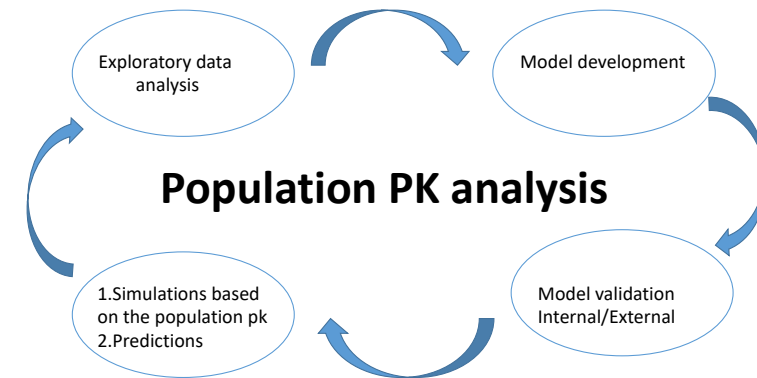 Exploratory data
analysis
Model development
Population PK analysis
1.Simulations based
on the population pk
2.Predictions
Model validation
Internal/External